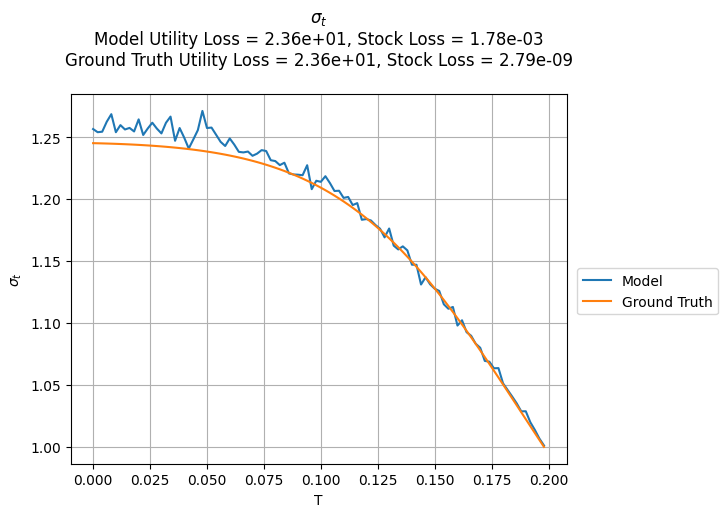 σₜ
Model Utility Loss = 2.36e+01, Stock Loss = 1.78e-03
Ground Truth Utility Loss = 2.36e+01, Stock Loss = 2.79e-09
1.25
1.20
1.15
1.10
1.05
1.00
σₜ
0.000 0.025 0.050 0.075 0.100 0.125 0.150 0.175 0.200
T
Model
Ground Truth